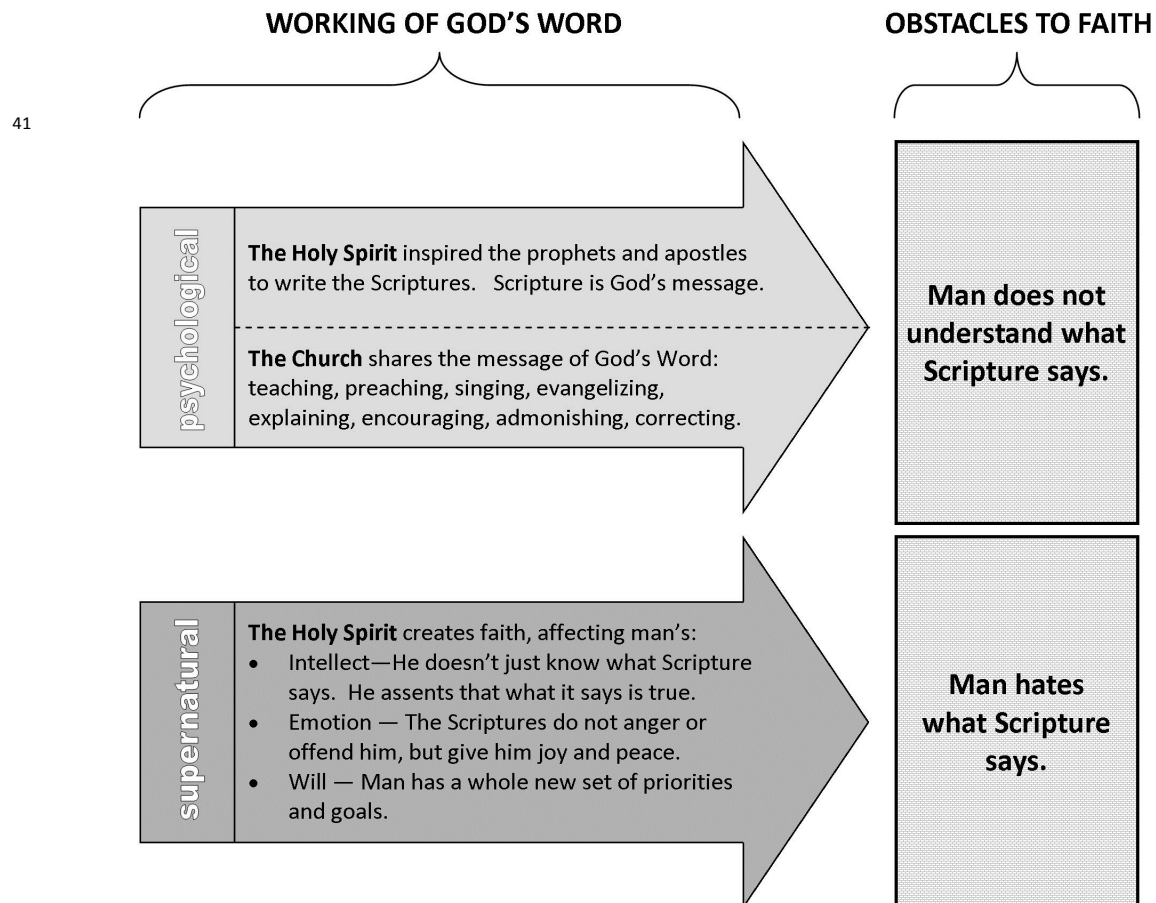 WORKING OF GOD’S WORD
OBSTACLES TO FAITH
41
psychological
The Holy Spirit inspired the prophets and apostles
to write the Scriptures.   Scripture is God’s message.
The Church shares the message of God’s Word:
teaching, preaching, singing, evangelizing,
explaining, encouraging, admonishing, correcting.
Man does not
understand what
Scripture says.
supernatural
The Holy Spirit creates faith, affecting man’s:
• Intellect—He doesn’t just know what Scripture
says.  He assents that what it says is true.
• Emotion — The Scriptures do not anger or
offend him, but give him joy and peace.
• Will — Man has a whole new set of priorities
and goals.
Man hates
what Scripture
says.